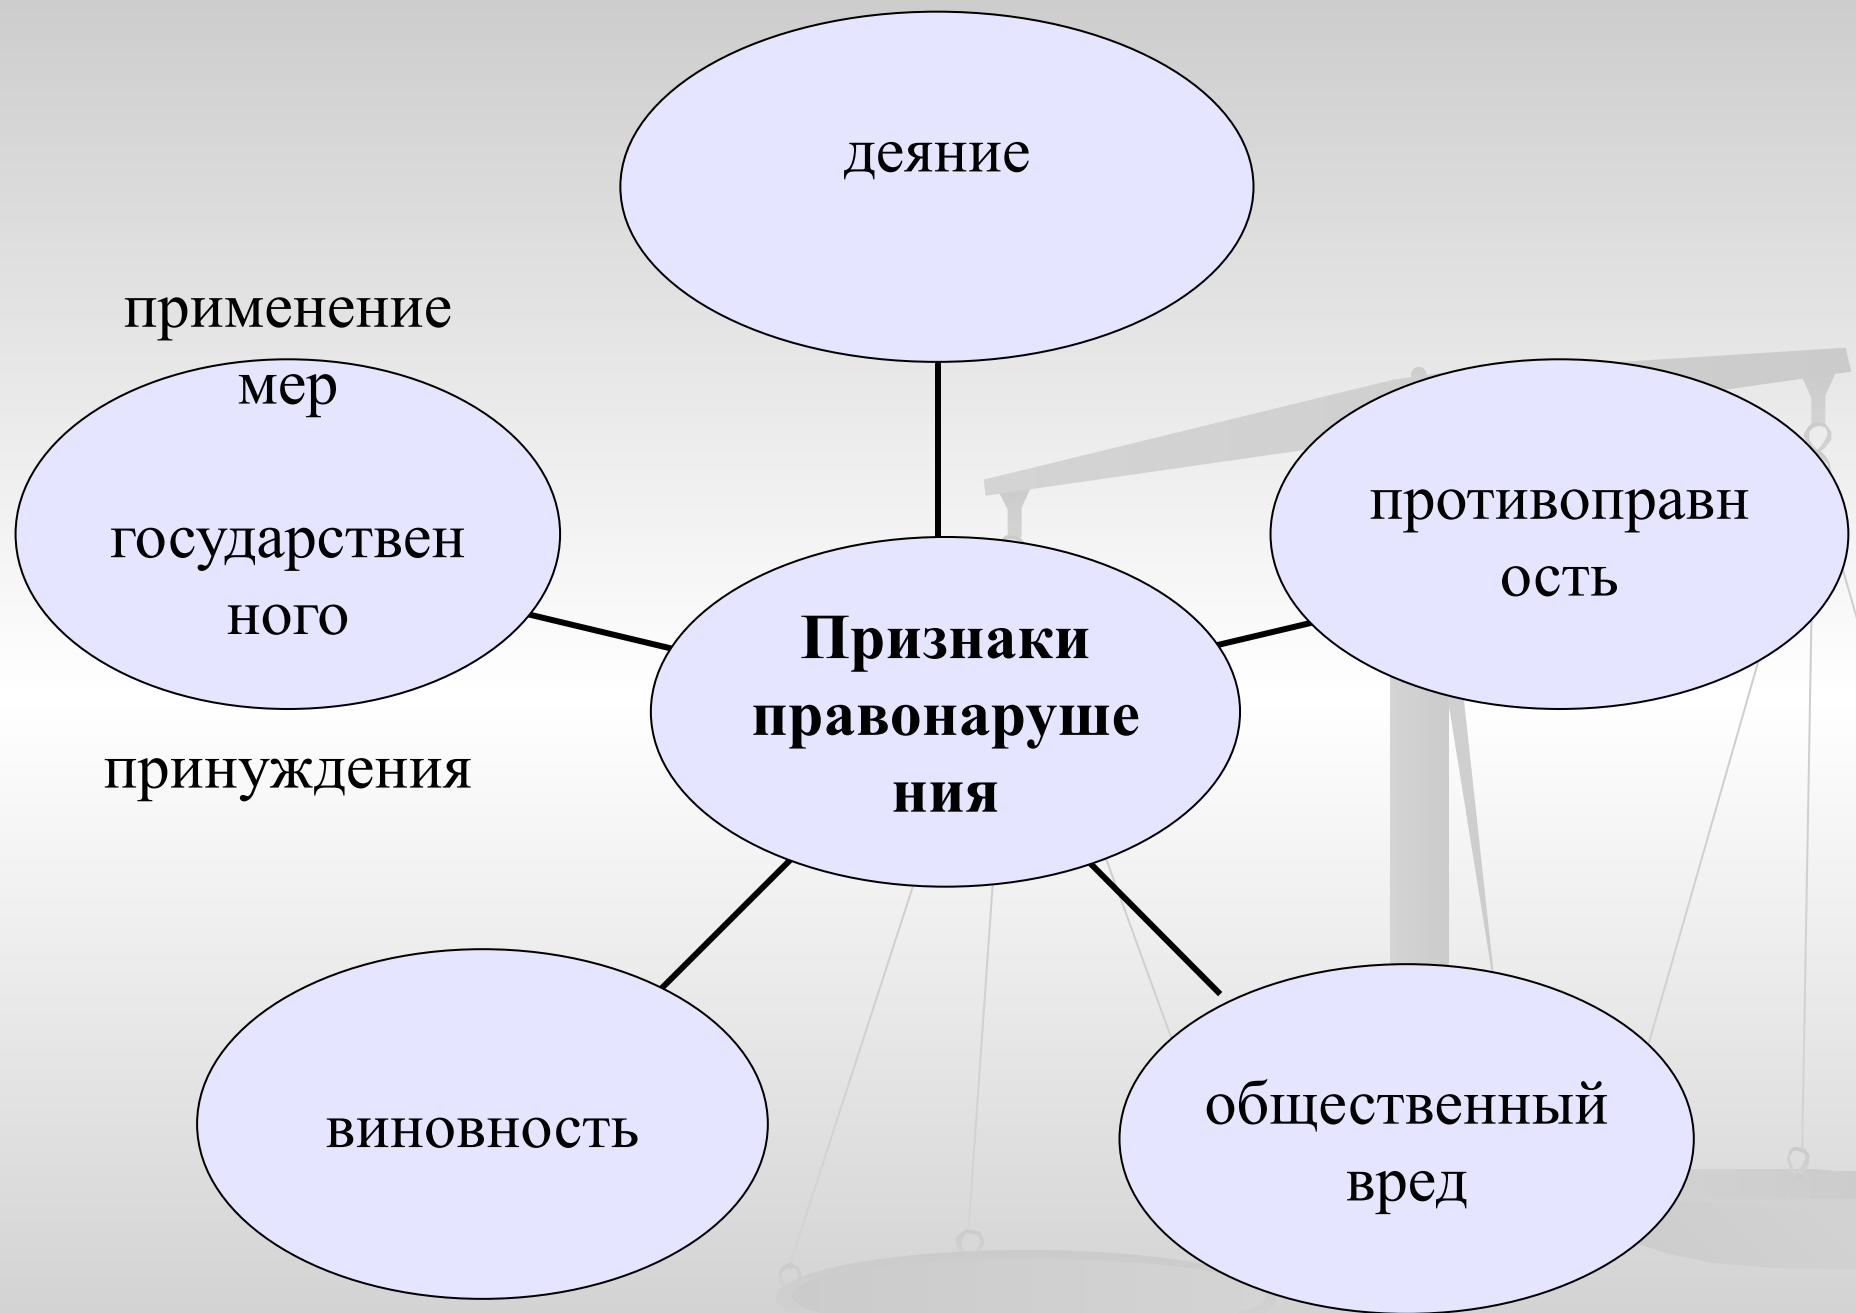 деяние
применение
мер
государствен
ного
принуждения
противоправн
ость
Признаки
правонаруше
ния
виновность
общественный
вред